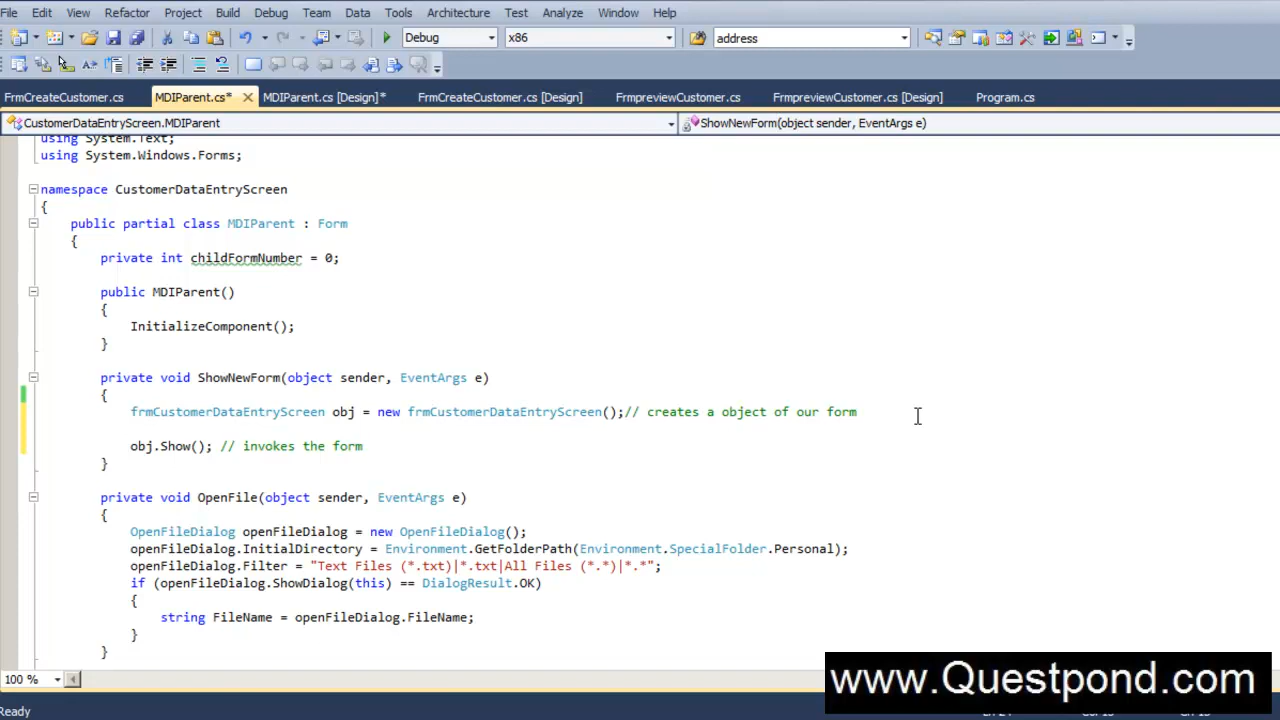 File Edit View Refactor Project Build Debug Team Data Tools Architecture Test Analyze Window Help
Debug x86 address
FrmCreateCustomer.cs MDIParent.cs* MDIParent.cs [Design]* FrmCreateCustomer.cs [Design] FrmpreviewCustomer.cs FrmpreviewCustomer.cs [Design] Program.cs
CustomerDataEntryScreen.MDIParent ShowNewForm(object sender, EventArgs e)
using System.Text;
using System.Windows.Forms;
namespace CustomerDataEntryScreen
{
public partial class MDIParent : Form
{
private int childFormNumber = 0;
public MDIParent()
{
InitializeComponent();
}
private void ShowNewForm(object sender, EventArgs e)
{
frmCustomerDataEntryScreen obj = new frmCustomerDataEntryScreen();// creates a object of our form
obj.Show(); // invokes the form
}
private void OpenFile(object sender, EventArgs e)
{
OpenFileDialog openFileDialog = new OpenFileDialog();
openFileDialog.InitialDirectory = Environment.GetFolderPath(Environment.SpecialFolder.Personal);
openFileDialog.Filter = "Text Files (*.txt)|*.txt|All Files (*.*)|*.*";
if (openFileDialog.ShowDialog(this) == DialogResult.OK)
{
string FileName = openFileDialog.FileName;
}
}
100 %
www.Questpond.com
Ready